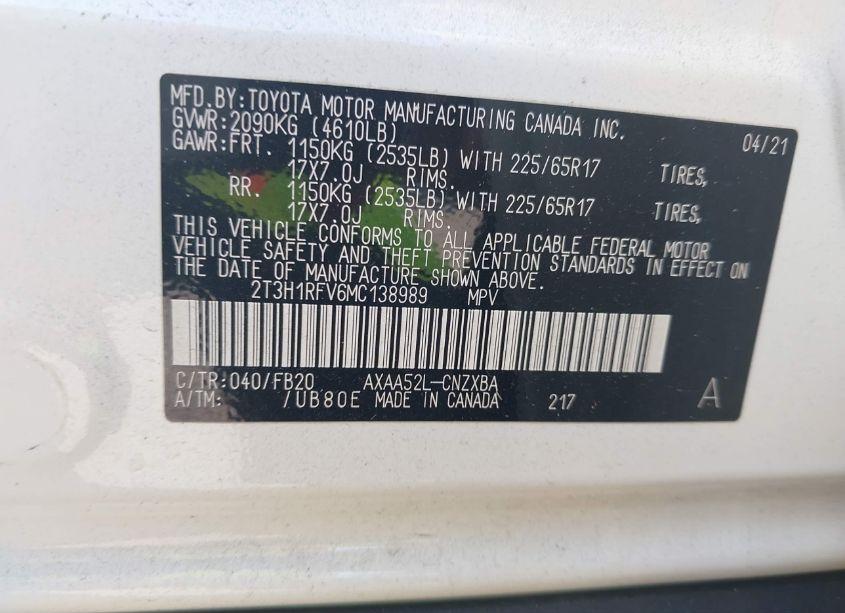 MFD.BY:TOYOTA MOTOR MANUFACTURING CANADA INC. 04/21
GVWR:2090KG (4610LB)
GAWR:FRT. 1150KG (2535LB) WITH 225/65R17 TIRES,
17X7.0J RIMS.
RR. 1150KG (2535LB) WITH 225/65R17 TIRES,
17X7.0J RIMS.
THIS VEHICLE CONFORMS TO ALL APPLICABLE FEDERAL MOTOR
VEHICLE SAFETY AND THEFT PREVENTION STANDARDS IN EFFECT ON
THE DATE OF MANUFACTURE SHOWN ABOVE.
2T3H1RFV6MC138989 MPV
C/TR:040/FB20 AXAA52L-CNZXBA
A/TM: /UB80E MADE IN CANADA 217 A